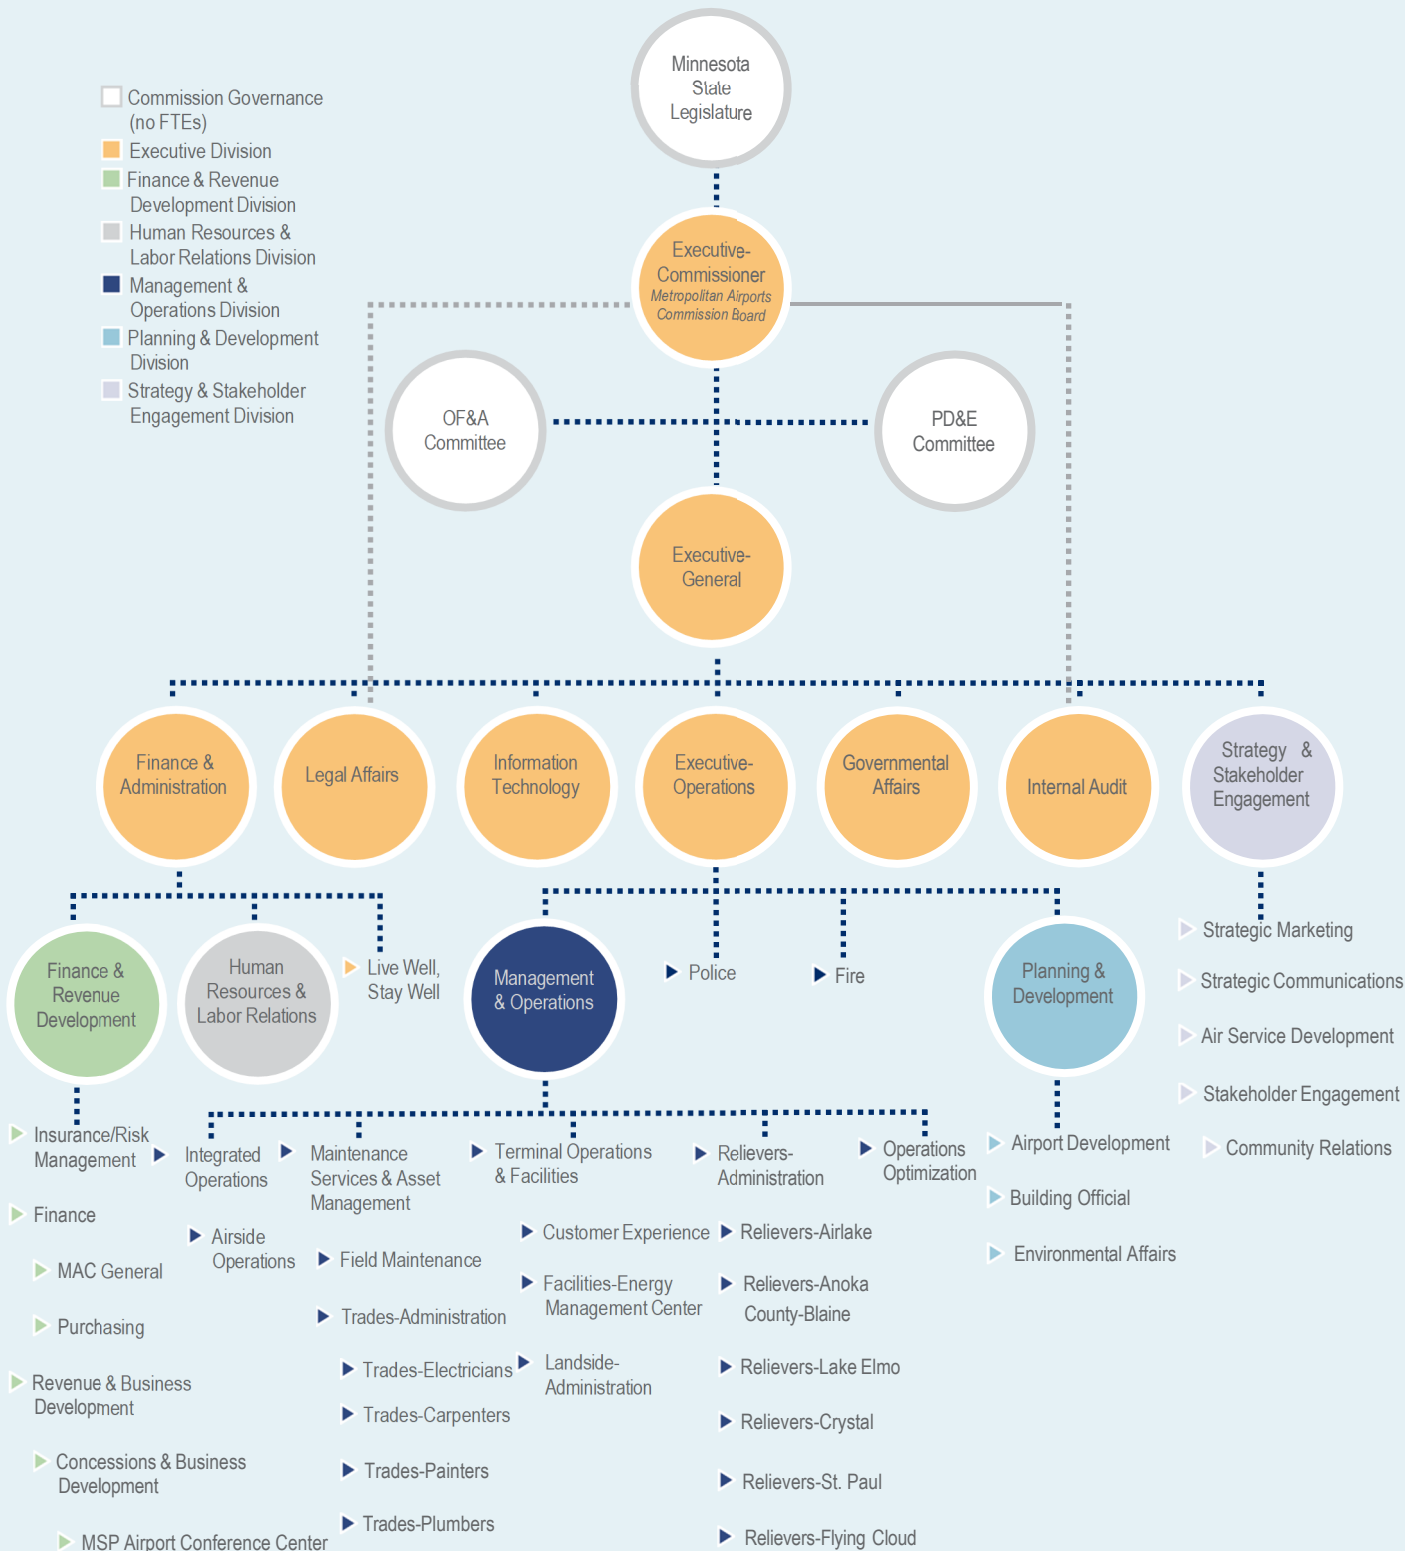 Minnesota
State
Legislature
Commission Governance
(no FTEs)
Executive Division
Finance & Revenue
Development Division
Human Resources &
Labor Relations Division
Management &
Operations Division
Planning & Development
Division
Strategy & Stakeholder
Engagement Division
Executive-
Commissioner
Metropolitan Airports
Commission Board
OF&A
Committee
PD&E
Committee
Executive-
General
Finance &
Administration
Legal Affairs
Information
Technology
Executive-
Operations
Governmental
Affairs
Internal Audit
Strategy &
Stakeholder
Engagement
Finance &
Revenue
Development
Human
Resources &
Labor Relations
Live Well,
Stay Well
Management
& Operations
Police
Fire
Planning &
Development
Strategic Marketing
Strategic Communications
Air Service Development
Stakeholder Engagement
Community Relations
Insurance/Risk
Management
Finance
MAC General
Purchasing
Revenue & Business
Development
Concessions & Business
Development
MSP Airport Conference Center
Integrated
Operations
Airside
Operations
Maintenance
Services & Asset
Management
Field Maintenance
Trades-Administration
Trades-Electricians
Trades-Carpenters
Trades-Painters
Trades-Plumbers
Terminal Operations
& Facilities
Customer Experience
Facilities-Energy
Management Center
Landside-
Administration
Relievers-
Administration
Relievers-Airlake
Relievers-Anoka
County-Blaine
Relievers-Lake Elmo
Relievers-Crystal
Relievers-St. Paul
Relievers-Flying Cloud
Operations
Optimization
Airport Development
Building Official
Environmental Affairs